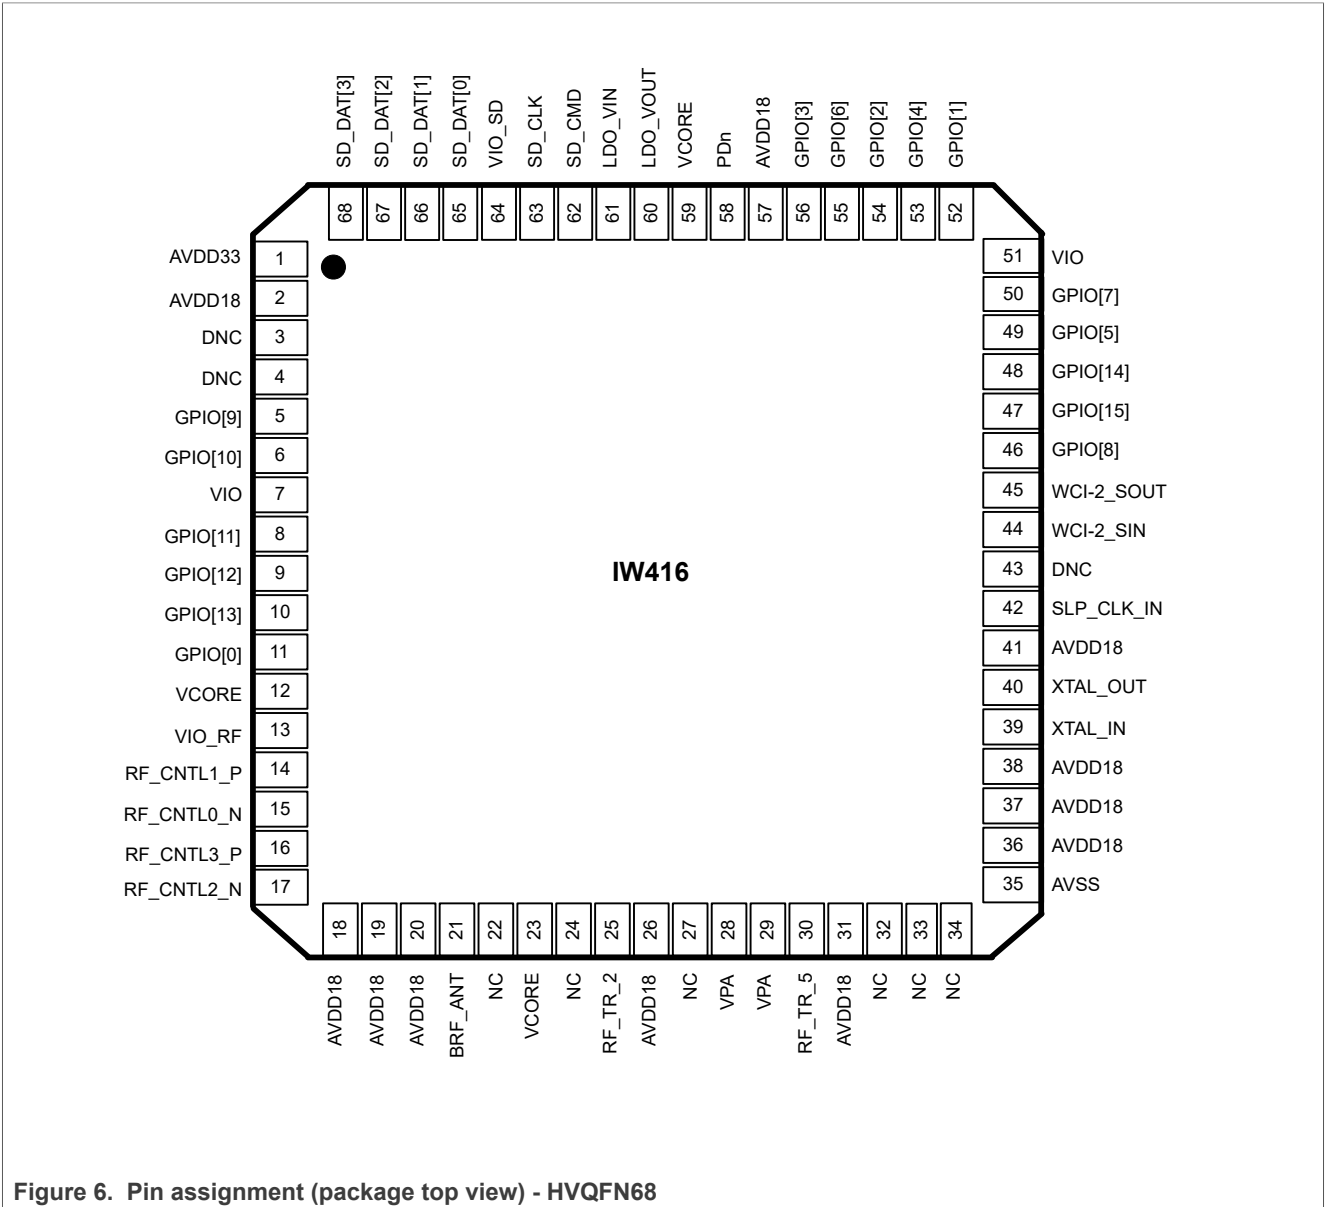 SD_DAT[3]
SD_DAT[2]
SD_DAT[1]
SD_DAT[0]
VIO_SD
SD_CLK
SD_CMD
LDO_VIN
LDO_VOUT
VCORE
PDn
AVDD18
GPIO[3]
GPIO[6]
GPIO[2]
GPIO[4]
GPIO[1]
68
67
66
65
64
63
62
61
60
59
58
57
56
55
54
53
52
AVDD33 1
AVDD18 2
DNC 3
DNC 4
GPIO[9] 5
GPIO[10] 6
VIO 7
GPIO[11] 8
GPIO[12] 9
GPIO[13] 10
GPIO[0] 11
VCORE 12
VIO_RF 13
RF_CNTL1_P 14
RF_CNTL0_N 15
RF_CNTL3_P 16
RF_CNTL2_N 17
IW416
51 VIO
50 GPIO[7]
49 GPIO[5]
48 GPIO[14]
47 GPIO[15]
46 GPIO[8]
45 WCI-2_SOUT
44 WCI-2_SIN
43 DNC
42 SLP_CLK_IN
41 AVDD18
40 XTAL_OUT
39 XTAL_IN
38 AVDD18
37 AVDD18
36 AVDD18
35 AVSS
18
19
20
21
22
23
24
25
26
27
28
29
30
31
32
33
34
AVDD18
AVDD18
AVDD18
BRF_ANT
NC
VCORE
NC
RF_TR_2
AVDD18
NC
VPA
VPA
RF_TR_5
AVDD18
NC
NC
NC
Figure 6. Pin assignment (package top view) - HVQFN68